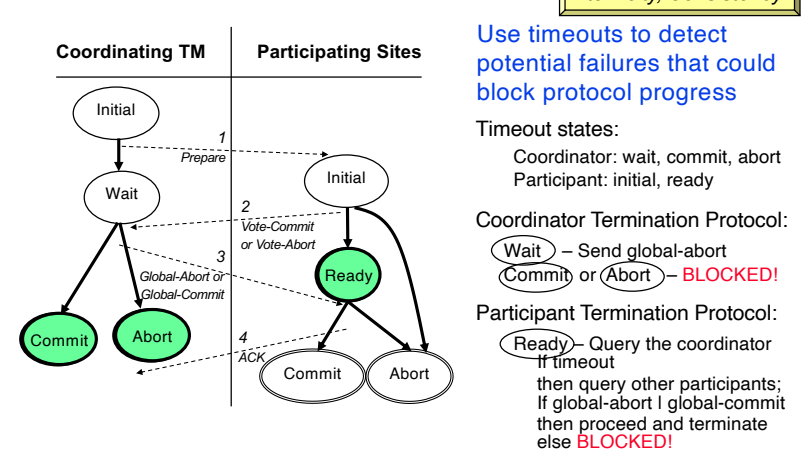 Use timeouts to detect
potential failures that could
block protocol progress
Coordinating TM
Participating Sites
Initial
1
Prepare
Wait
Initial
2
Vote-Commit
or Vote-Abort
3
Global-Abort or
Global-Commit
Ready
Commit
Abort
4
ACK
Commit
Abort
Timeout states:
Coordinator: wait, commit, abort
Participant: initial, ready
Coordinator Termination Protocol:
Wait – Send global-abort
Commit or Abort – BLOCKED!
Participant Termination Protocol:
Ready – Query the coordinator
If timeout
then query other participants;
If global-abort | global-commit
then proceed and terminate
else BLOCKED!